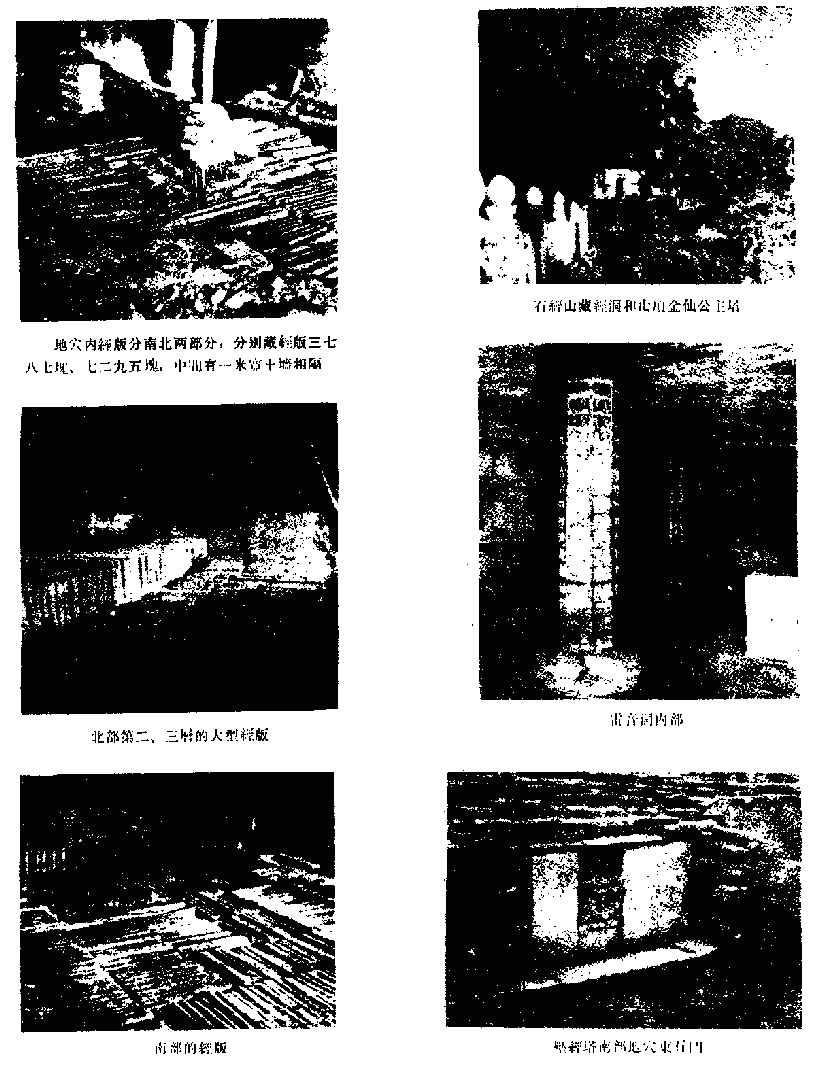 地穴內經版分南北兩部分，分别藏經版三七
八七塊、七二九五塊，中間有一米寬土墻相隔
北部第二、三層的大型經版
南部的經版
石經山藏經洞和山頂金仙公主塔
雷音洞内部
壓經塔南部地穴東石門